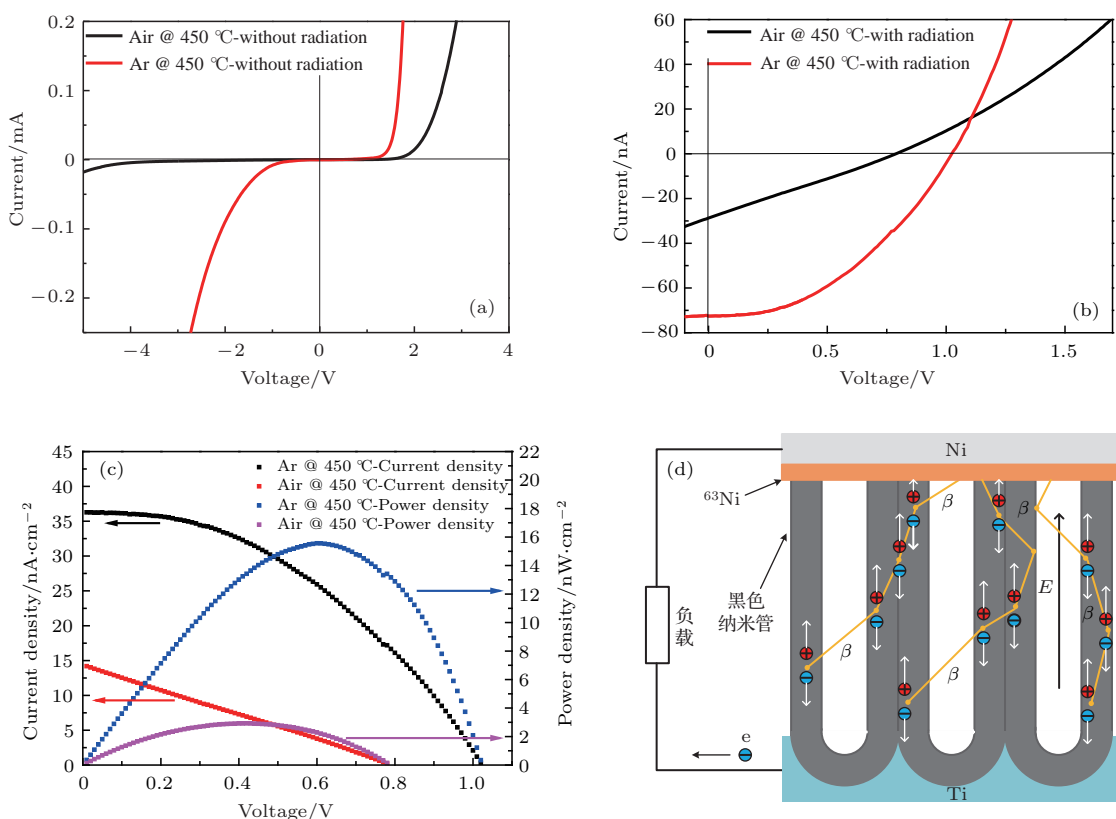 0.2
0.1
0
−0.1
−0.2
Current/mA
Air @ 450 ℃-without radiation
Ar @ 450 ℃-without radiation
(a)
−4
−2
0
2
4
Voltage/V
60
40
20
0
−20
−40
−60
−80
Current/nA
Air @ 450 ℃-with radiation
Ar @ 450 ℃-with radiation
(b)
0
0.5
1.0
1.5
Voltage/V
(c)
45
40
35
30
25
20
15
10
5
0
Current density/nA·cm−2
Ar @ 450 ℃-Current density
Air @ 450 ℃-Current density
Ar @ 450 ℃-Power density
Air @ 450 ℃-Power density
22
20
18
16
14
12
10
8
6
4
2
0
Power density/nW·cm−2
0
0.2
0.4
0.6
0.8
1.0
Voltage/V
(d)
Ni
63Ni
β
β
β
E
黑色
纳米管
负
载
β
β
β
e
Ti